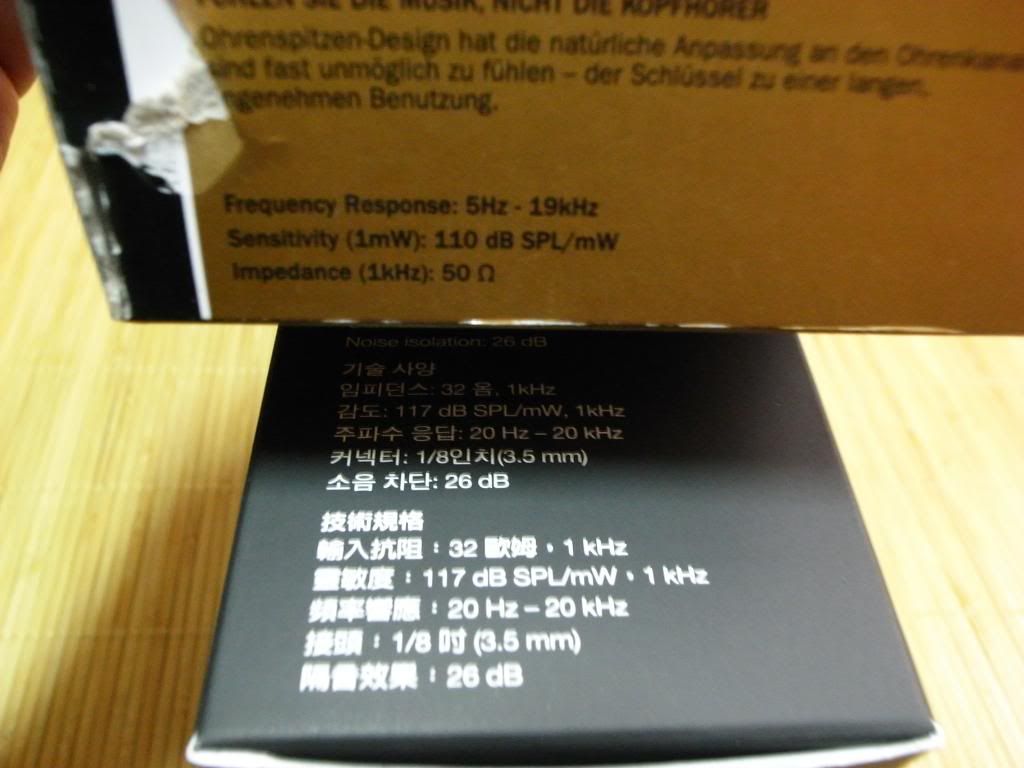 FÜHLEN SIE DIE MUSIK, NICHT DIE KOPFHÖRER
Ohrenspitzen-Design hat die natürliche Anpassung an den
sind fast unmöglich zu fühlen – der Schlüssel zu einer langen,
ngenehmen Benutzung.
Frequency Response: 5Hz - 19kHz
Sensitivity (1mW): 110 dB SPL/mW
Impedance (1kHz): 50 Ω
Noise isolation: 26 dB
기술 사양
임피던스: 32 옴, 1kHz
감도: 117 dB SPL/mW, 1kHz
주파수 응답: 20 Hz – 20 kHz
커넥터: 1/8인치(3.5 mm)
소음 차단: 26 dB
技術規格
輸入抗阻：32 歐姆，1 kHz
靈敏度：117 dB SPL/mW，1 kHz
頻率響應：20 Hz – 20 kHz
接頭：1/8 吋 (3.5 mm)
隔音效果：26 dB